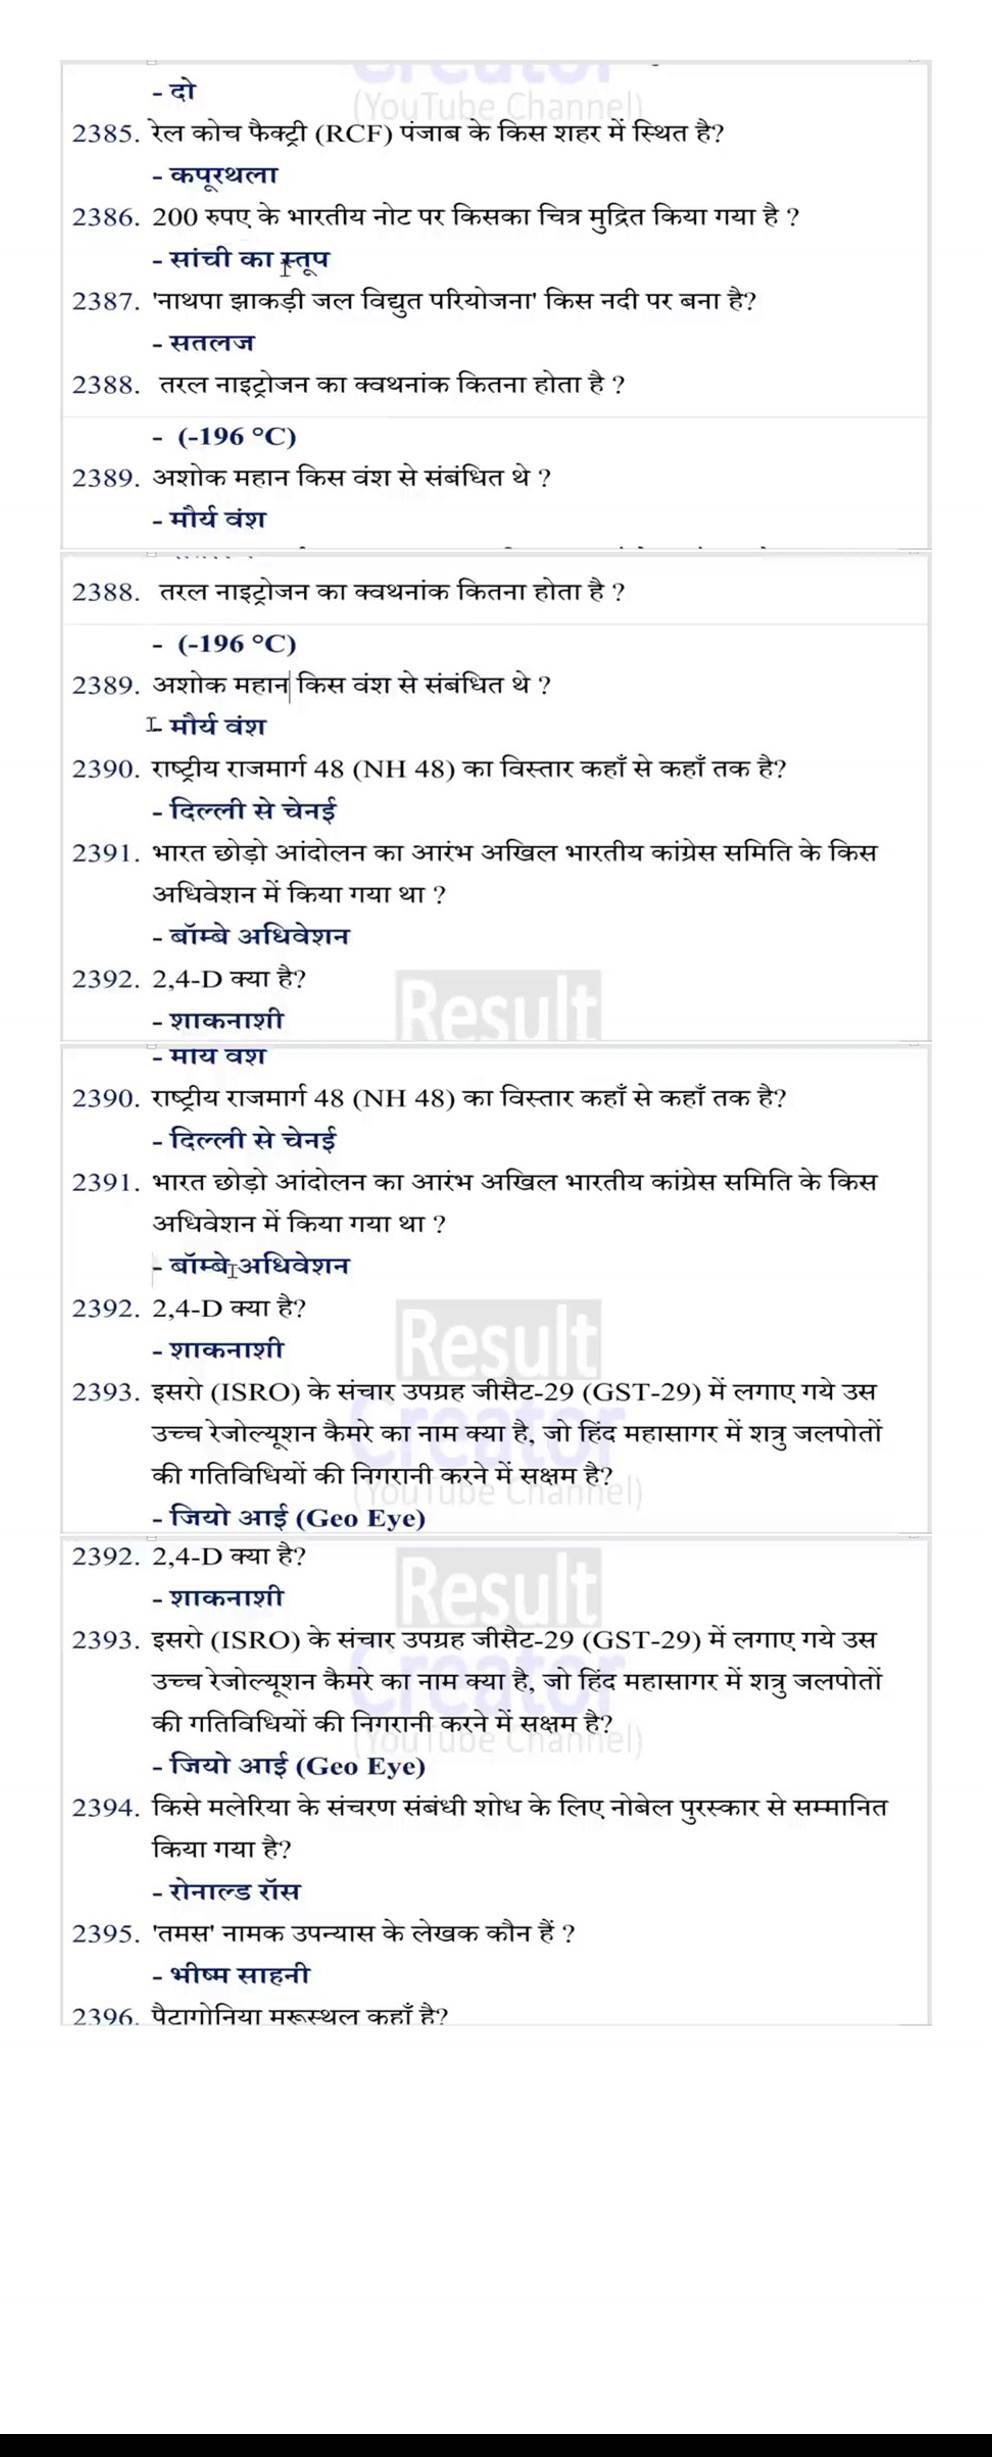 Creator
- दो
(YouTube Channel)
2385. रेल कोच फैक्ट्री (RCF) पंजाब के किस शहर में स्थित है?
- कपूरथला
2386. 200 रुपए के भारतीय नोट पर किसका चित्र मुद्रित किया गया है ?
- सांची का स्तूप
2387. 'नाथपा झाकड़ी जल विद्युत परियोजना' किस नदी पर बना है?
- सतलज
2388. तरल नाइट्रोजन का क्वथनांक कितना होता है ?
- (-196 °C)
2389. अशोक महान किस वंश से संबंधित थे ?
- मौर्य वंश
2388. तरल नाइट्रोजन का क्वथनांक कितना होता है ?
- (-196 °C)
2389. अशोक महान किस वंश से संबंधित थे ?
- मौर्य वंश
2390. राष्ट्रीय राजमार्ग 48 (NH 48) का विस्तार कहाँ से कहाँ तक है?
- दिल्ली से चेनई
2391. भारत छोड़ो आंदोलन का आरंभ अखिल भारतीय कांग्रेस समिति के किस
अधिवेशन में किया गया था ?
- बॉम्बे अधिवेशन
2392. 2,4-D क्या है?
Result
- शाकनाशी
- मौर्य वंश
2390. राष्ट्रीय राजमार्ग 48 (NH 48) का विस्तार कहाँ से कहाँ तक है?
- दिल्ली से चेनई
2391. भारत छोड़ो आंदोलन का आरंभ अखिल भारतीय कांग्रेस समिति के किस
अधिवेशन में किया गया था ?
- बॉम्बे अधिवेशन
2392. 2,4-D क्या है?
Result
- शाकनाशी
2393. इसरो (ISRO) के संचार उपग्रह जीसैट-29 (GST-29) में लगाए गये उस
Creator
उच्च रेजोल्यूशन कैमरे का नाम क्या है, जो हिंद महासागर में शत्रु जलपोतों
की गतिविधियों की निगरानी करने में सक्षम है?
(YouTube Channel)
- जियो आई (Geo Eye)
2392. 2,4-D क्या है?
Result
- शाकनाशी
2393. इसरो (ISRO) के संचार उपग्रह जीसैट-29 (GST-29) में लगाए गये उस
Creator
उच्च रेजोल्यूशन कैमरे का नाम क्या है, जो हिंद महासागर में शत्रु जलपोतों
की गतिविधियों की निगरानी करने में सक्षम है?
(YouTube Channel)
- जियो आई (Geo Eye)
2394. किसे मलेरिया के संचरण संबंधी शोध के लिए नोबेल पुरस्कार से सम्मानित
किया गया है?
- रोनाल्ड रॉस
2395. 'तमस' नामक उपन्यास के लेखक कौन हैं ?
- भीष्म साहनी
2396. पैटागोनिया मरूस्थल कहाँ है?